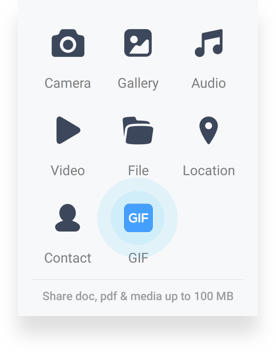 Camera Gallery Audio
Video File Location
GIF
Contact GIF
Share doc, pdf & media up to 100 MB